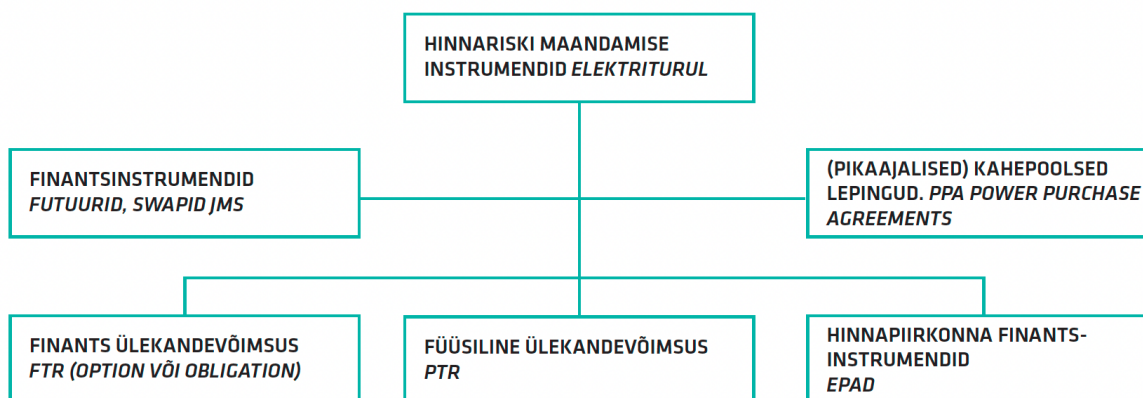 HINNARISKI MAANDAMISE
INSTRUMENDID ELEKTRITURUL
FINANTSINSTRUMENDID
FUTUURID, SWAPID JMS
(PIKAAJALISED) KAHEPOOLSED
LEPINGUD. PPA POWER PURCHASE
AGREEMENTS
FINANTS ÜLEKANDEVÕIMSUS
FTR (OPTION VÕI OBLIGATION)
FÜÜSILINE ÜLEKANDEVÕIMSUS
PTR
HINNAPIIRKONNA FINANTS-
INSTRUMENDID
EPAD